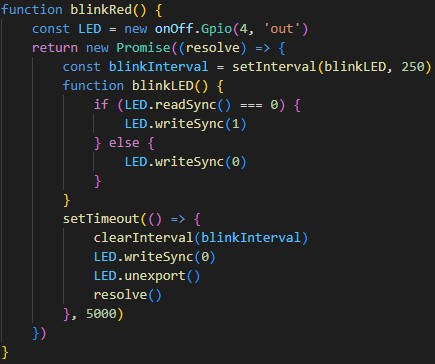 function blinkRed() {
    const LED = new onOff.Gpio(4, 'out')
    return new Promise((resolve) => {
        const blinkInterval = setInterval(blinkLED, 250)
        function blinkLED() {
            if (LED.readSync() === 0) {
                LED.writeSync(1)
            } else {
                LED.writeSync(0)
            }
        }
        setTimeout(() => {
            clearInterval(blinkInterval)
            LED.writeSync(0)
            LED.unexport()
            resolve()
        }, 5000)
    })
}